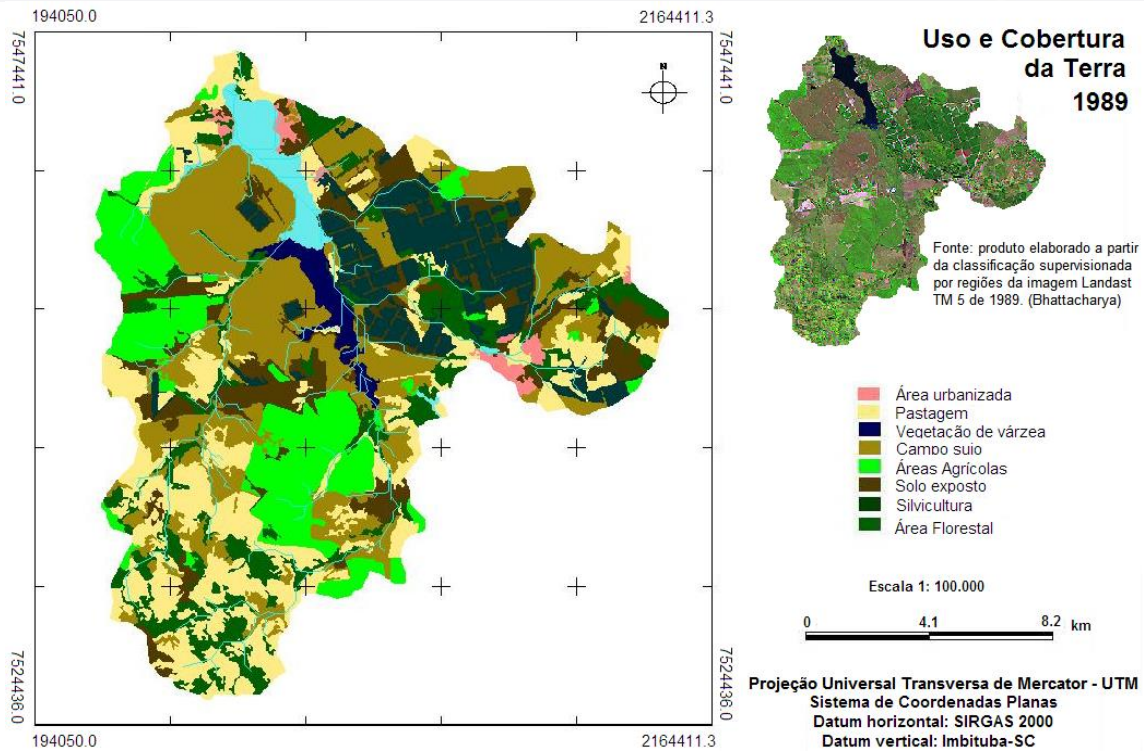 194050.0
2164411.3
7547441.0
7547441.0
N
Uso e Cobertura
da Terra
1989
Fonte: produto elaborado a partir
da classificação supervisionada
por regiões da imagem Landast
TM 5 de 1989. (Bhattacharya)
Área urbanizada
Pastagem
Vegetação de várzea
Campo sujo
Áreas Agrícolas
Solo exposto
Silvicultura
Área Florestal
Escala 1: 100.000
0 4.1 8.2 km
7524436.0
7524436.0
Projeção Universal Transversa de Mercator - UTM
Sistema de Coordenadas Planas
Datum horizontal: SIRGAS 2000
Datum vertical: Imbituba-SC
194050.0
2164411.3